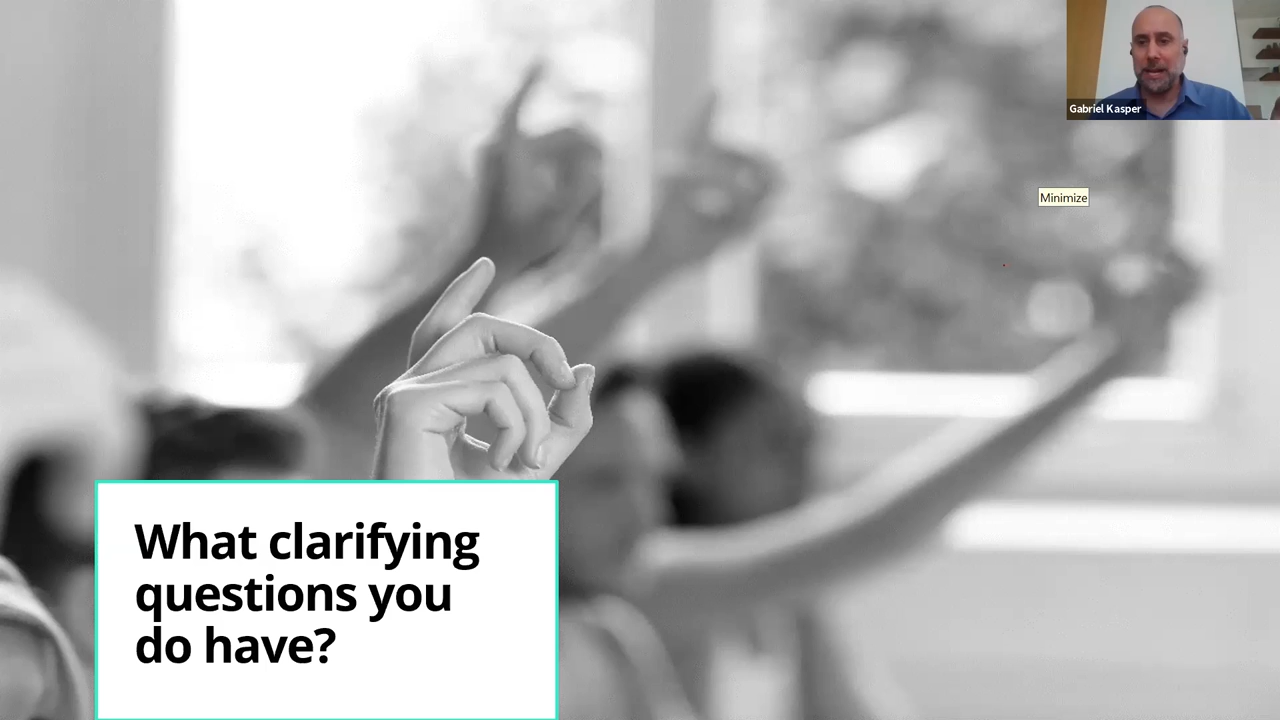 Gabriel Kasper
Minimize
What clarifying
questions you
do have?